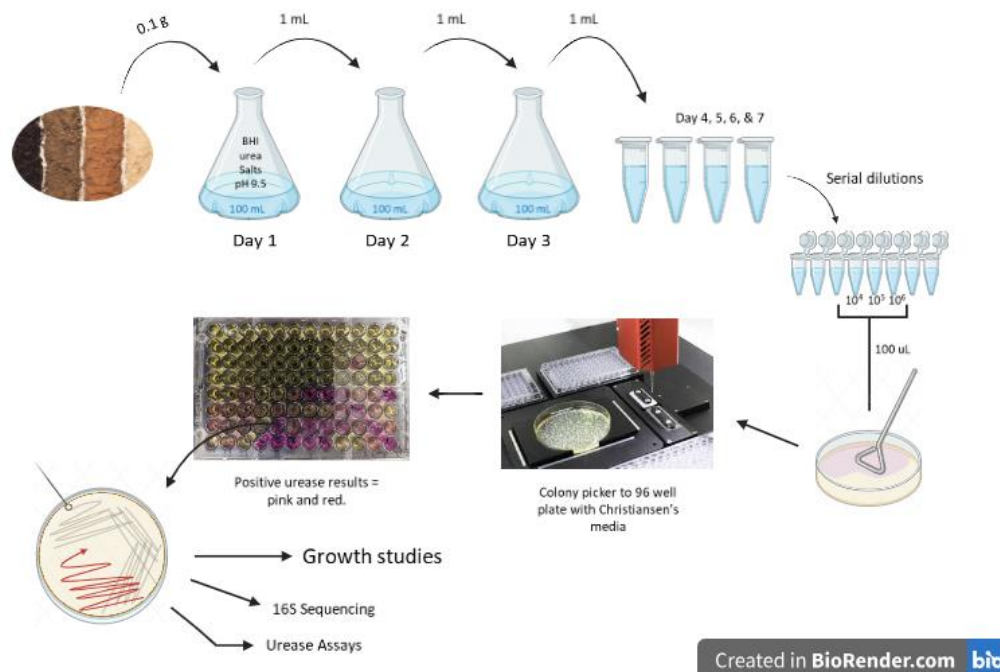 0.1 g
1 mL
1 mL
1 mL
BHI
urea
Salts
pH 9.5
100 mL
100 mL
100 mL
Day 1
Day 2
Day 3
Day 4, 5, 6, & 7
Serial dilutions
10⁴ 10⁵ 10⁶
100 uL
Colony picker to 96 well
plate with Christiansen's
media
Positive urease results =
pink and red.
Growth studies
16S Sequencing
Urease Assays
Created in BioRender.com bio